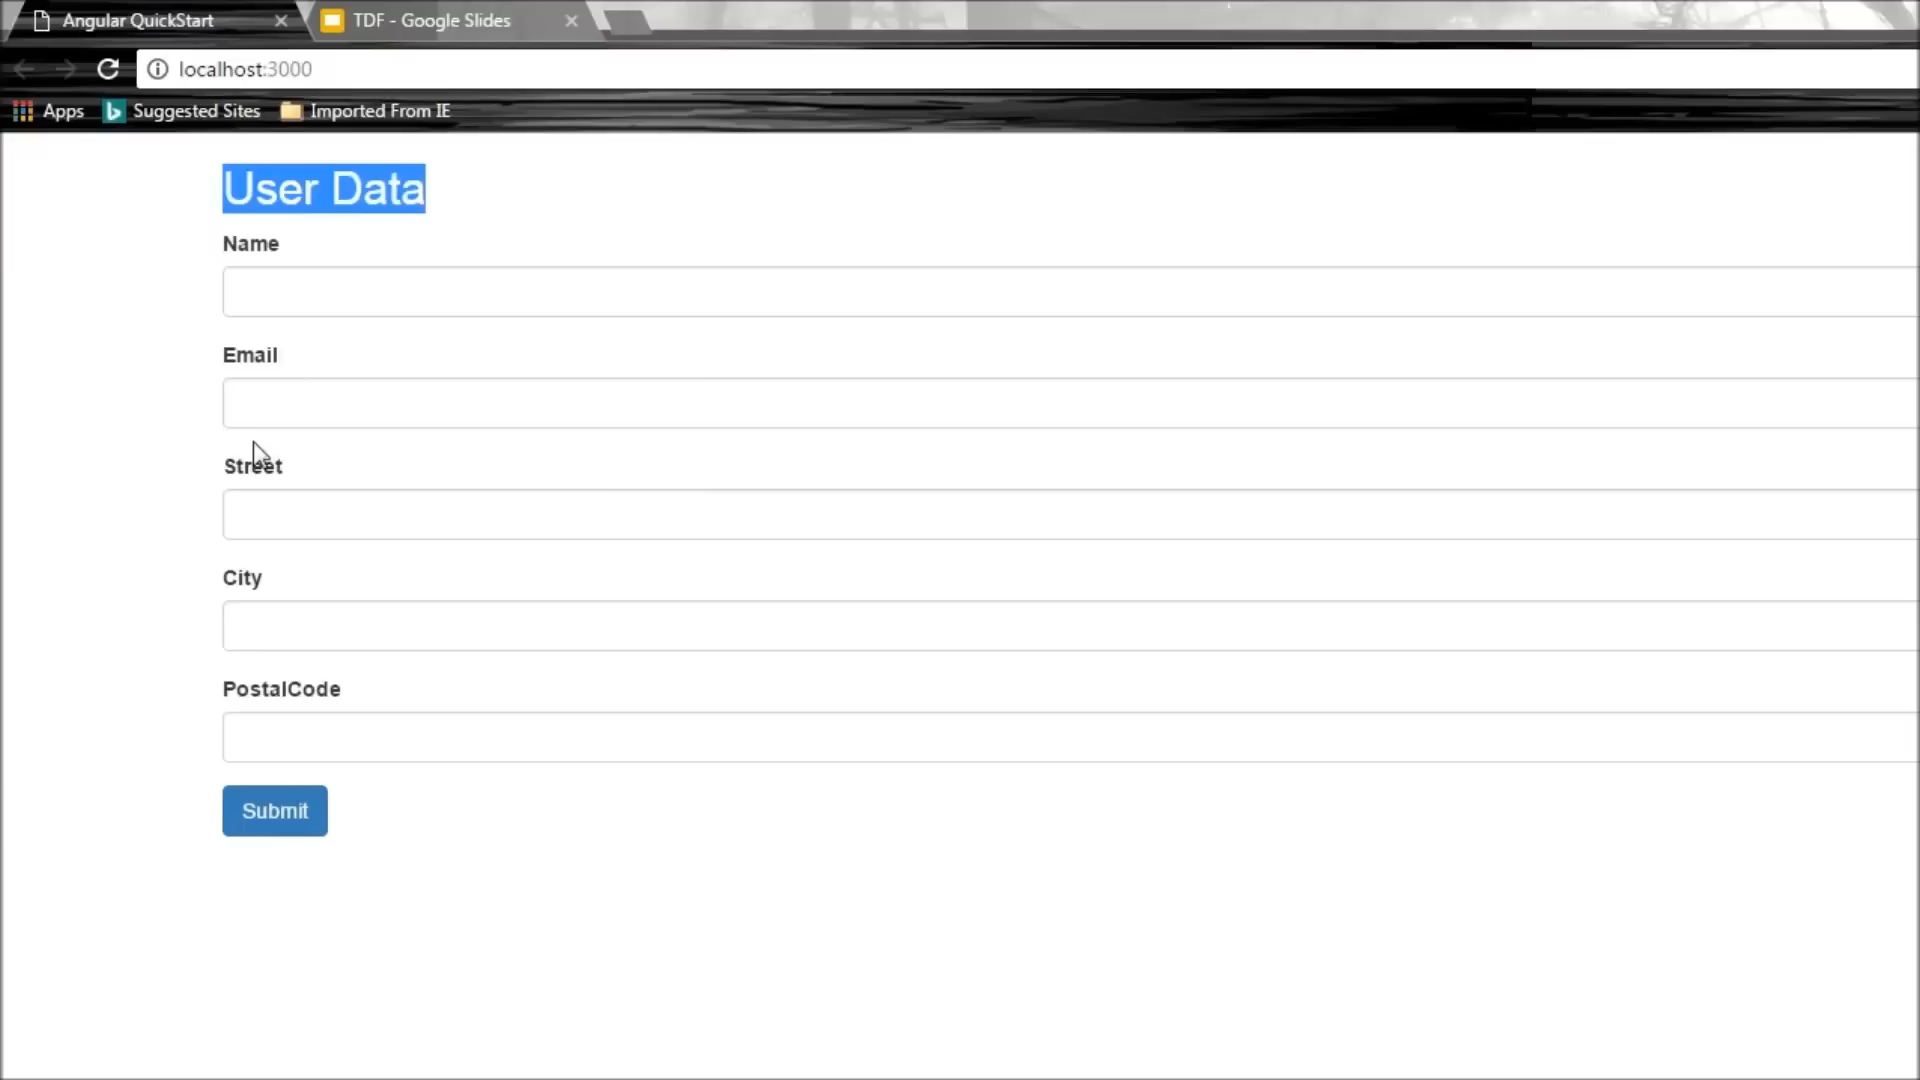 Angular QuickStart
TDF - Google Slides
localhost:3000
Apps
Suggested Sites
Imported From IE
User Data
Name
Email
Street
City
PostalCode
Submit